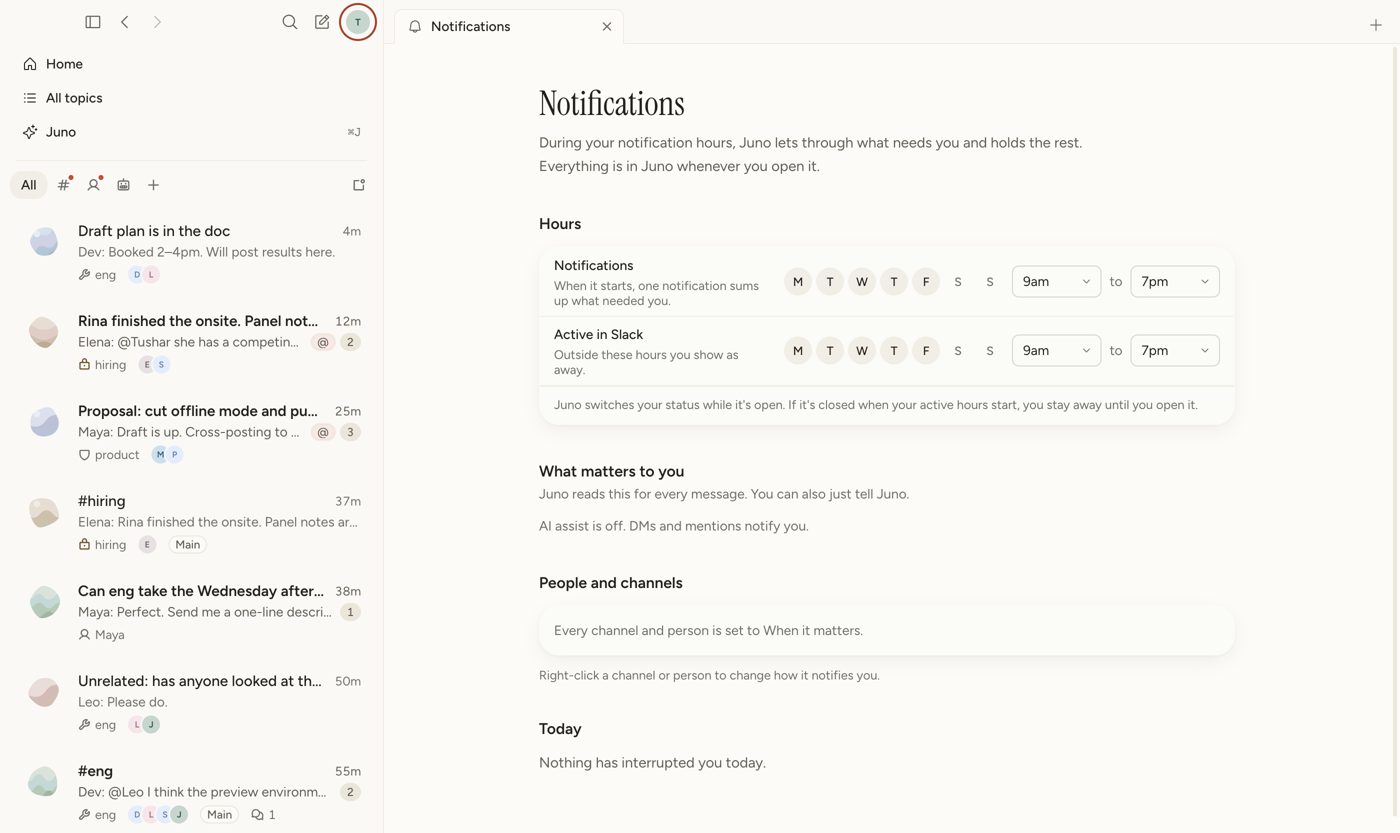 T
Home
All topics
Juno ⌘J
All
Draft plan is in the doc 4m
Dev: Booked 2–4pm. Will post results here.
eng D L
Rina finished the onsite. Panel not... 12m
Elena: @Tushar she has a competin... @ 2
hiring E S
Proposal: cut offline mode and pu... 25m
Maya: Draft is up. Cross-posting to ... @ 3
product M P
#hiring 37m
Elena: Rina finished the onsite. Panel notes ar...
hiring E Main
Can eng take the Wednesday after... 38m
Maya: Perfect. Send me a one-line descri... 1
Maya
Unrelated: has anyone looked at th... 50m
Leo: Please do.
eng L J
#eng 55m
Dev: @Leo I think the preview environm... 2
eng D L S J Main 1
Notifications
Notifications
During your notification hours, Juno lets through what needs you and holds the rest.
Everything is in Juno whenever you open it.
Hours
Notifications
When it starts, one notification sums
up what needed you.
M T W T F S S 9am to 7pm
Active in Slack
Outside these hours you show as
away.
M T W T F S S 9am to 7pm
Juno switches your status while it's open. If it's closed when your active hours start, you stay away until you open it.
What matters to you
Juno reads this for every message. You can also just tell Juno.
AI assist is off. DMs and mentions notify you.
People and channels
Every channel and person is set to When it matters.
Right-click a channel or person to change how it notifies you.
Today
Nothing has interrupted you today.